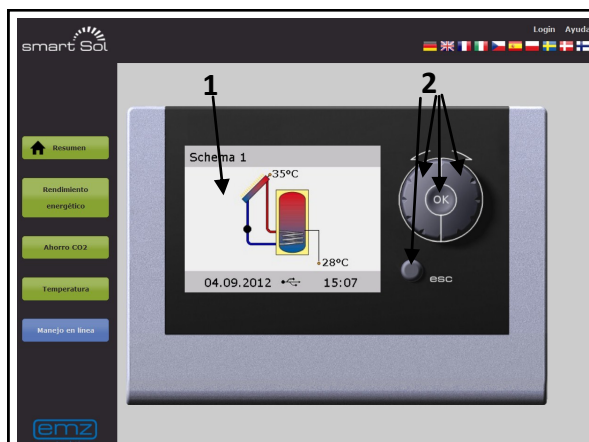 smart Sol
Login Ayuda
Resumen
Rendimiento
energético
Ahorro CO2
Temperatura
Manejo en línea
emz
1
2
Schema 1
35°C
28°C
04.09.2012 15:07
OK
esc